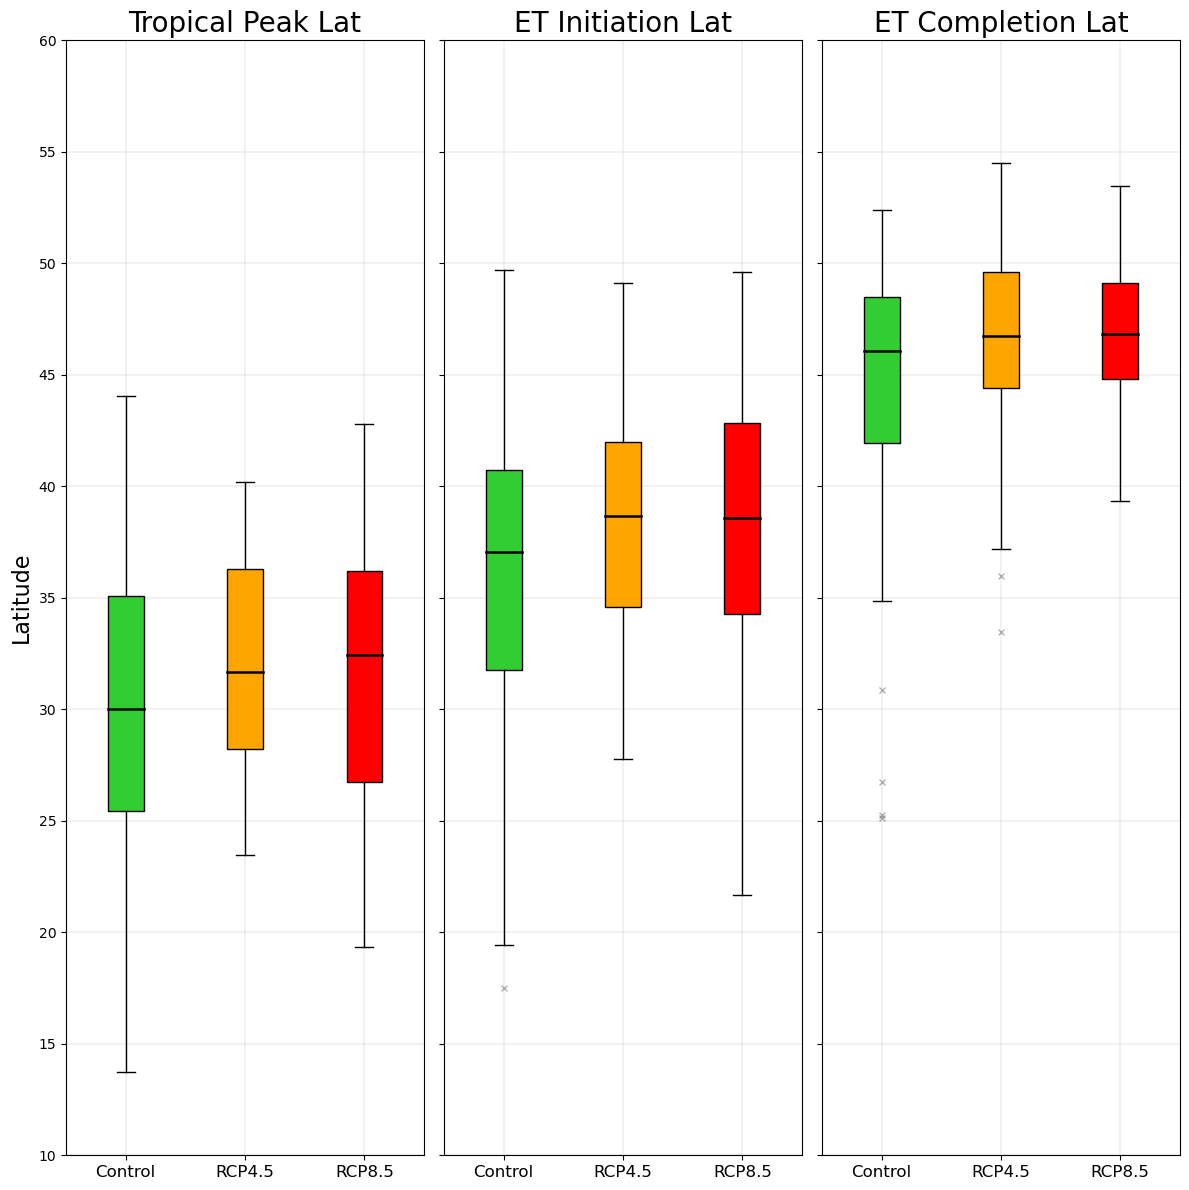 Tropical Peak Lat
ET Initiation Lat
ET Completion Lat
Latitude
60
55
50
45
40
35
30
25
20
15
10
Control
RCP4.5
RCP8.5
Control
RCP4.5
RCP8.5
Control
RCP4.5
RCP8.5